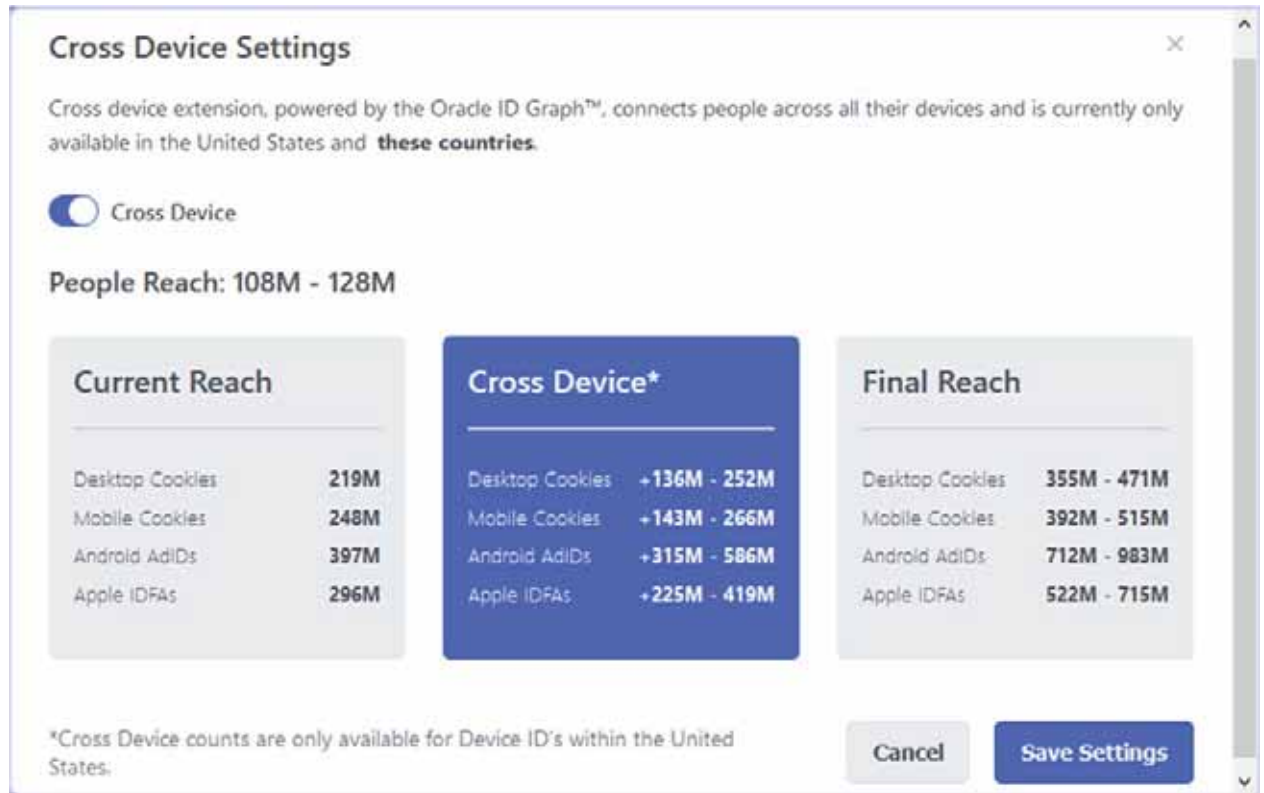 Cross Device Settings
Cross device extension, powered by the Oracle ID Graph™, connects people across all their devices and is currently only
available in the United States and these countries.
Cross Device
People Reach: 108M - 128M
Current Reach
Desktop Cookies 219M
Mobile Cookies 248M
Android AdIDs 397M
Apple IDFAs 296M
Cross Device*
Desktop Cookies +136M - 252M
Mobile Cookies +143M - 266M
Android AdIDs +315M - 586M
Apple IDFAs +225M - 419M
Final Reach
Desktop Cookies 355M - 471M
Mobile Cookies 392M - 515M
Android AdIDs 712M - 983M
Apple IDFAs 522M - 715M
*Cross Device counts are only available for Device ID's within the United
States.
Cancel
Save Settings